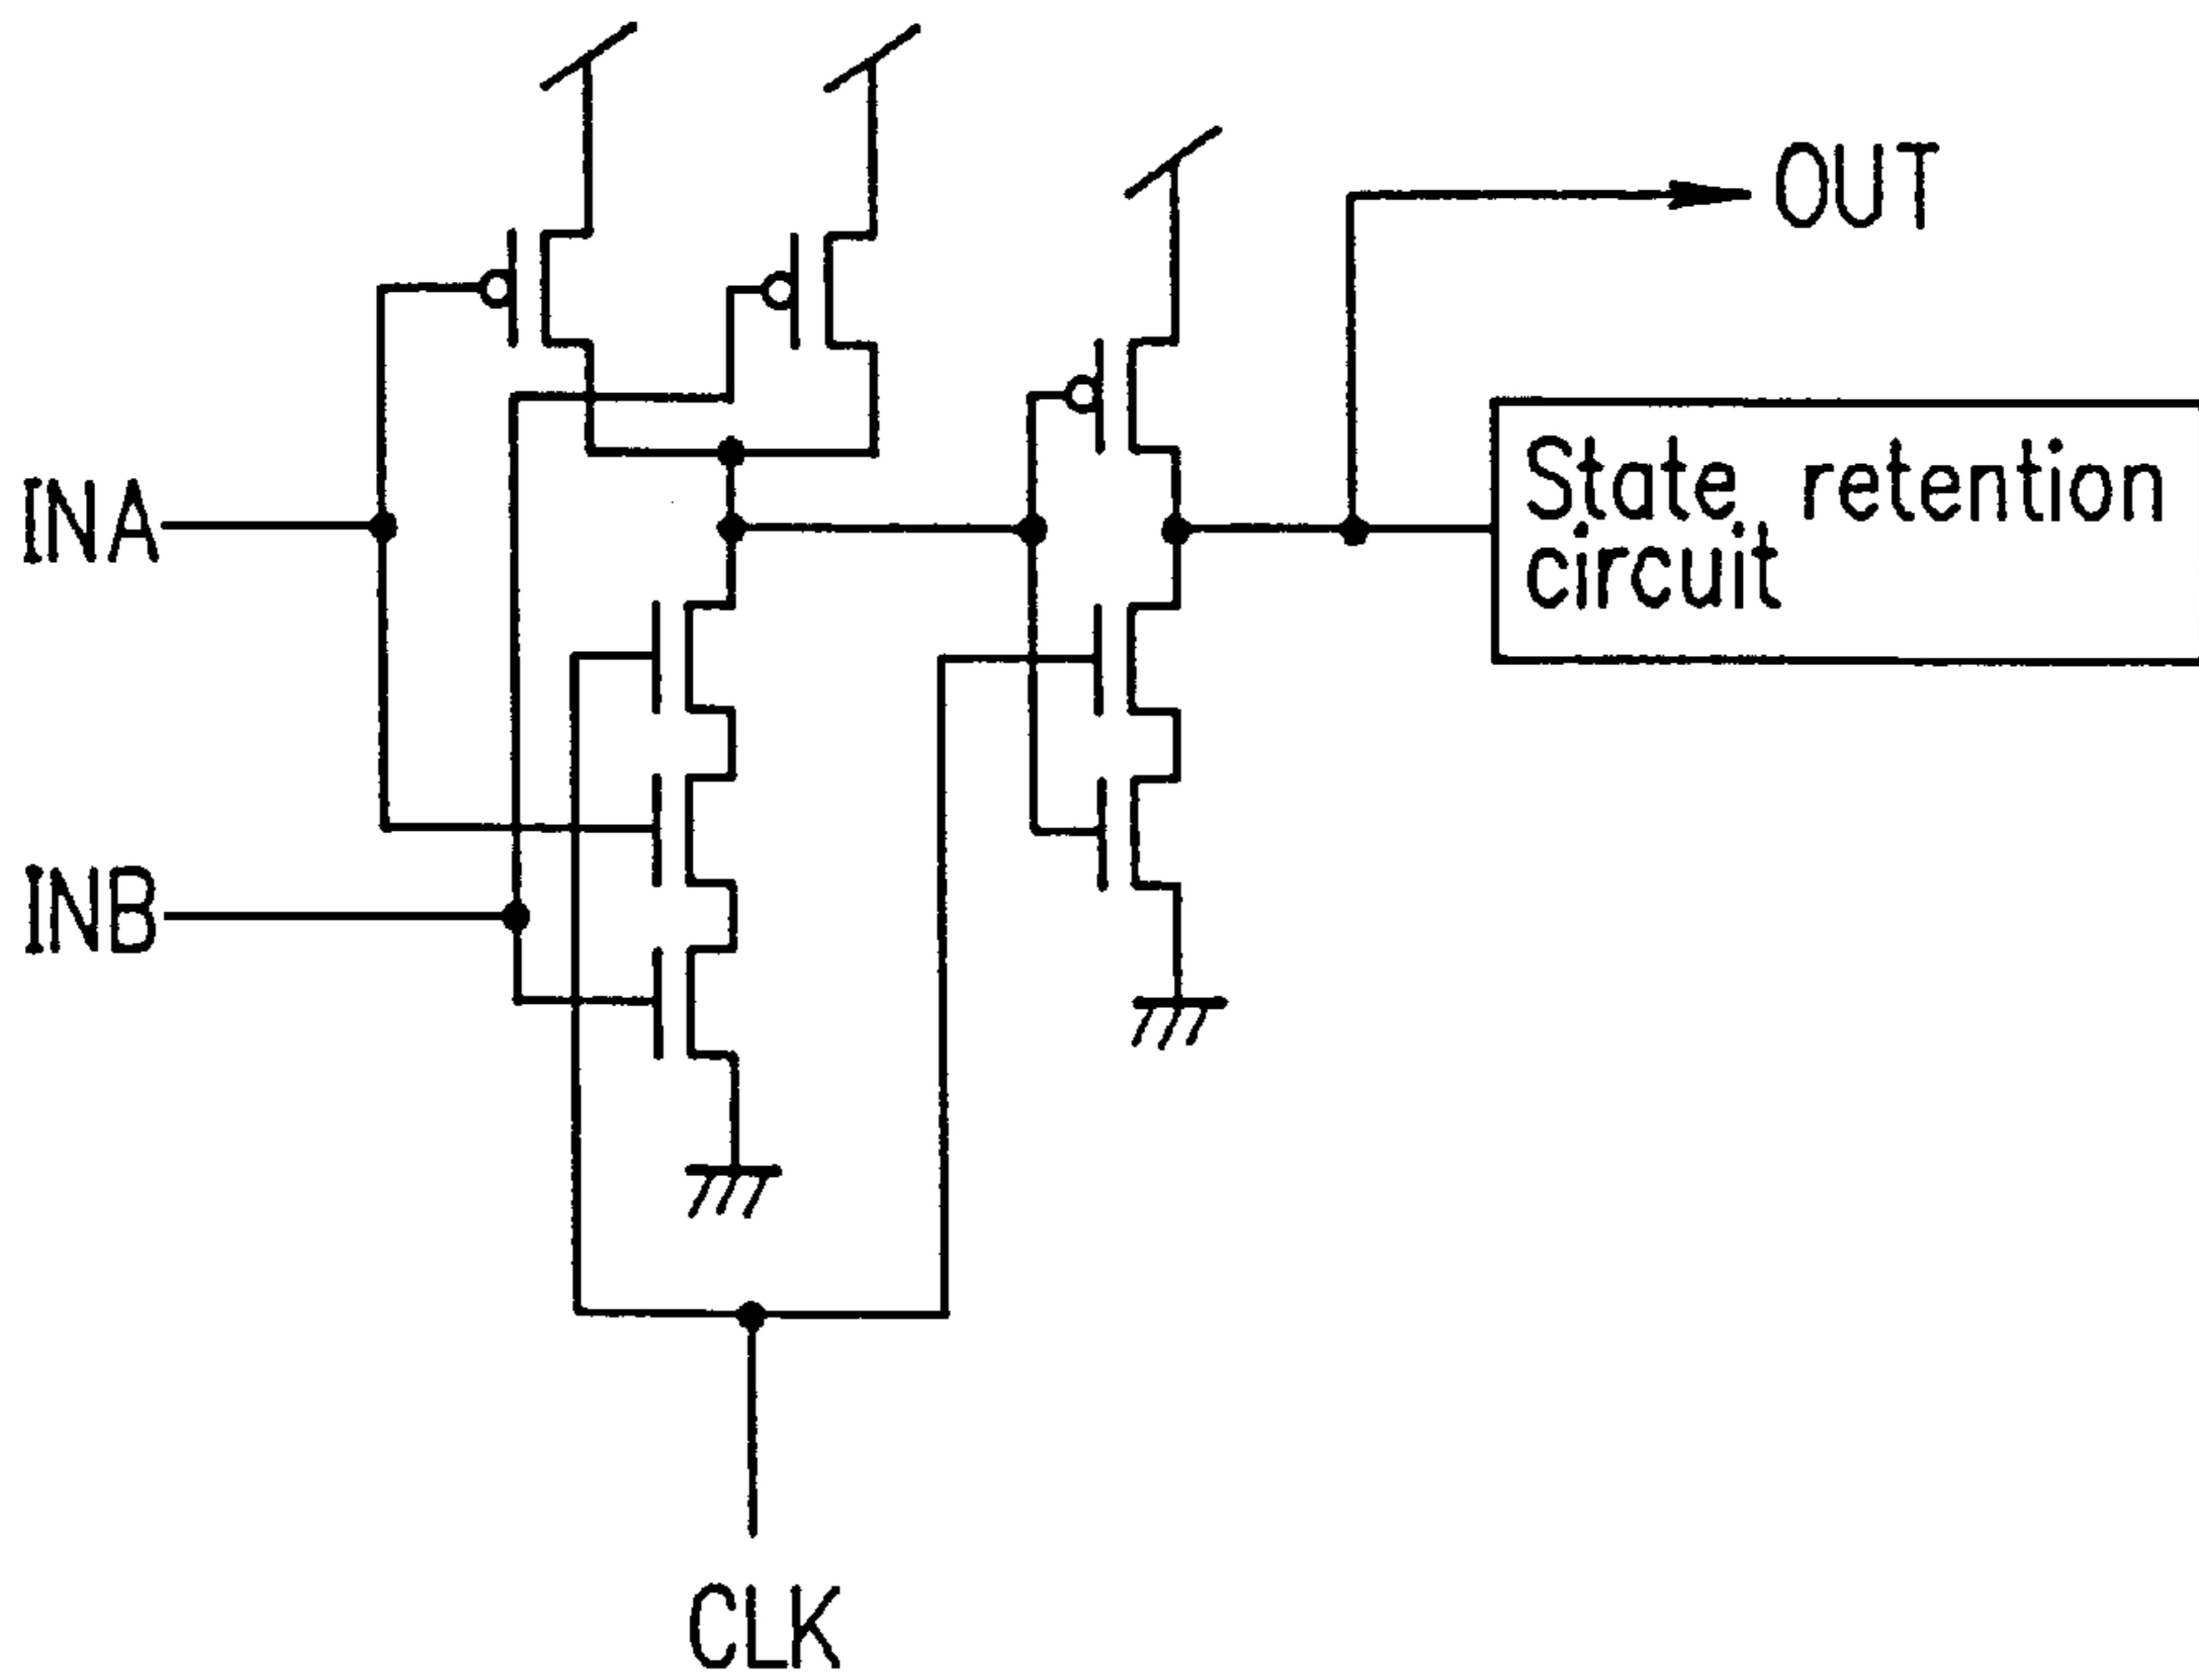 OUT
State retention
circuit
INA
INB
CLK